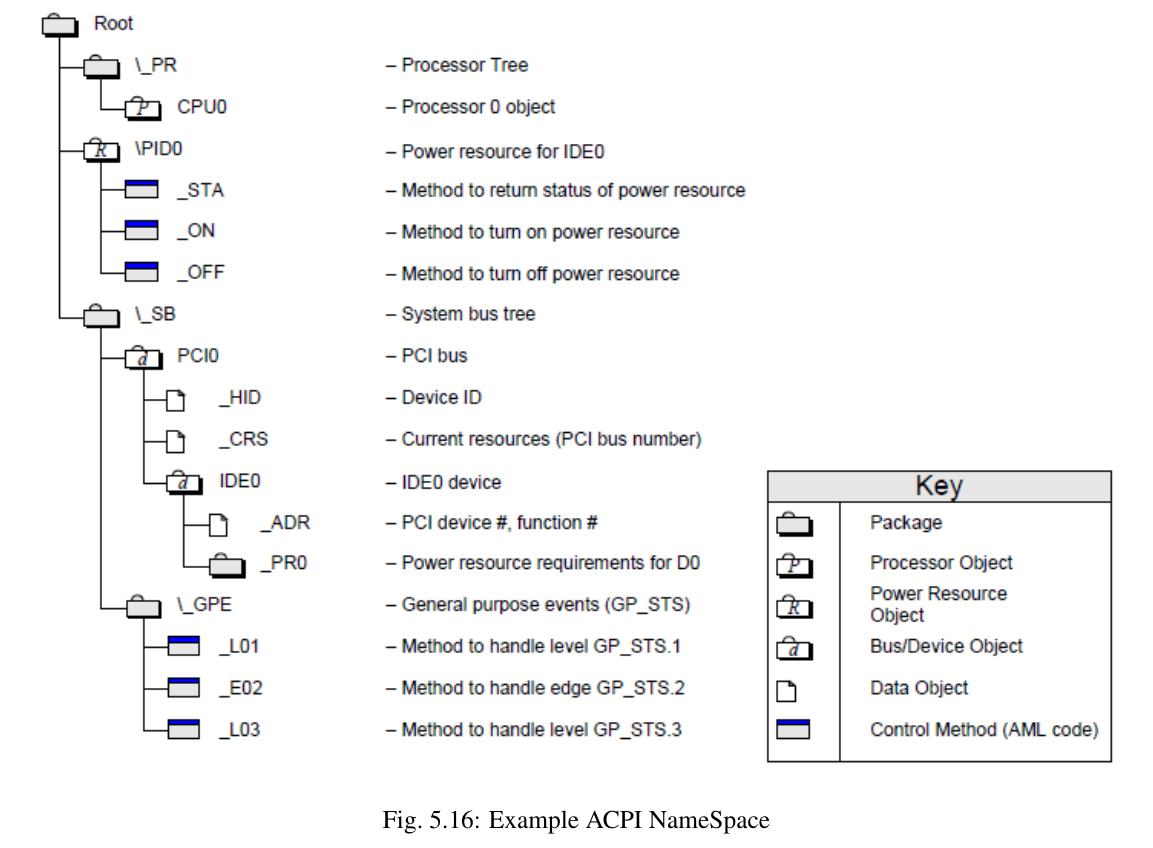 Root
\_PR – Processor Tree
P CPU0 – Processor 0 object
R \PID0 – Power resource for IDE0
_STA – Method to return status of power resource
_ON – Method to turn on power resource
_OFF – Method to turn off power resource
\_SB – System bus tree
d PCI0 – PCI bus
_HID – Device ID
_CRS – Current resources (PCI bus number)
d IDE0 – IDE0 device
_ADR – PCI device #, function #
_PR0 – Power resource requirements for D0
\_GPE – General purpose events (GP_STS)
_L01 – Method to handle level GP_STS.1
_E02 – Method to handle edge GP_STS.2
_L03 – Method to handle level GP_STS.3
Key
Package
P Processor Object
R Power Resource
Object
d Bus/Device Object
Data Object
Control Method (AML code)
Fig. 5.16: Example ACPI NameSpace